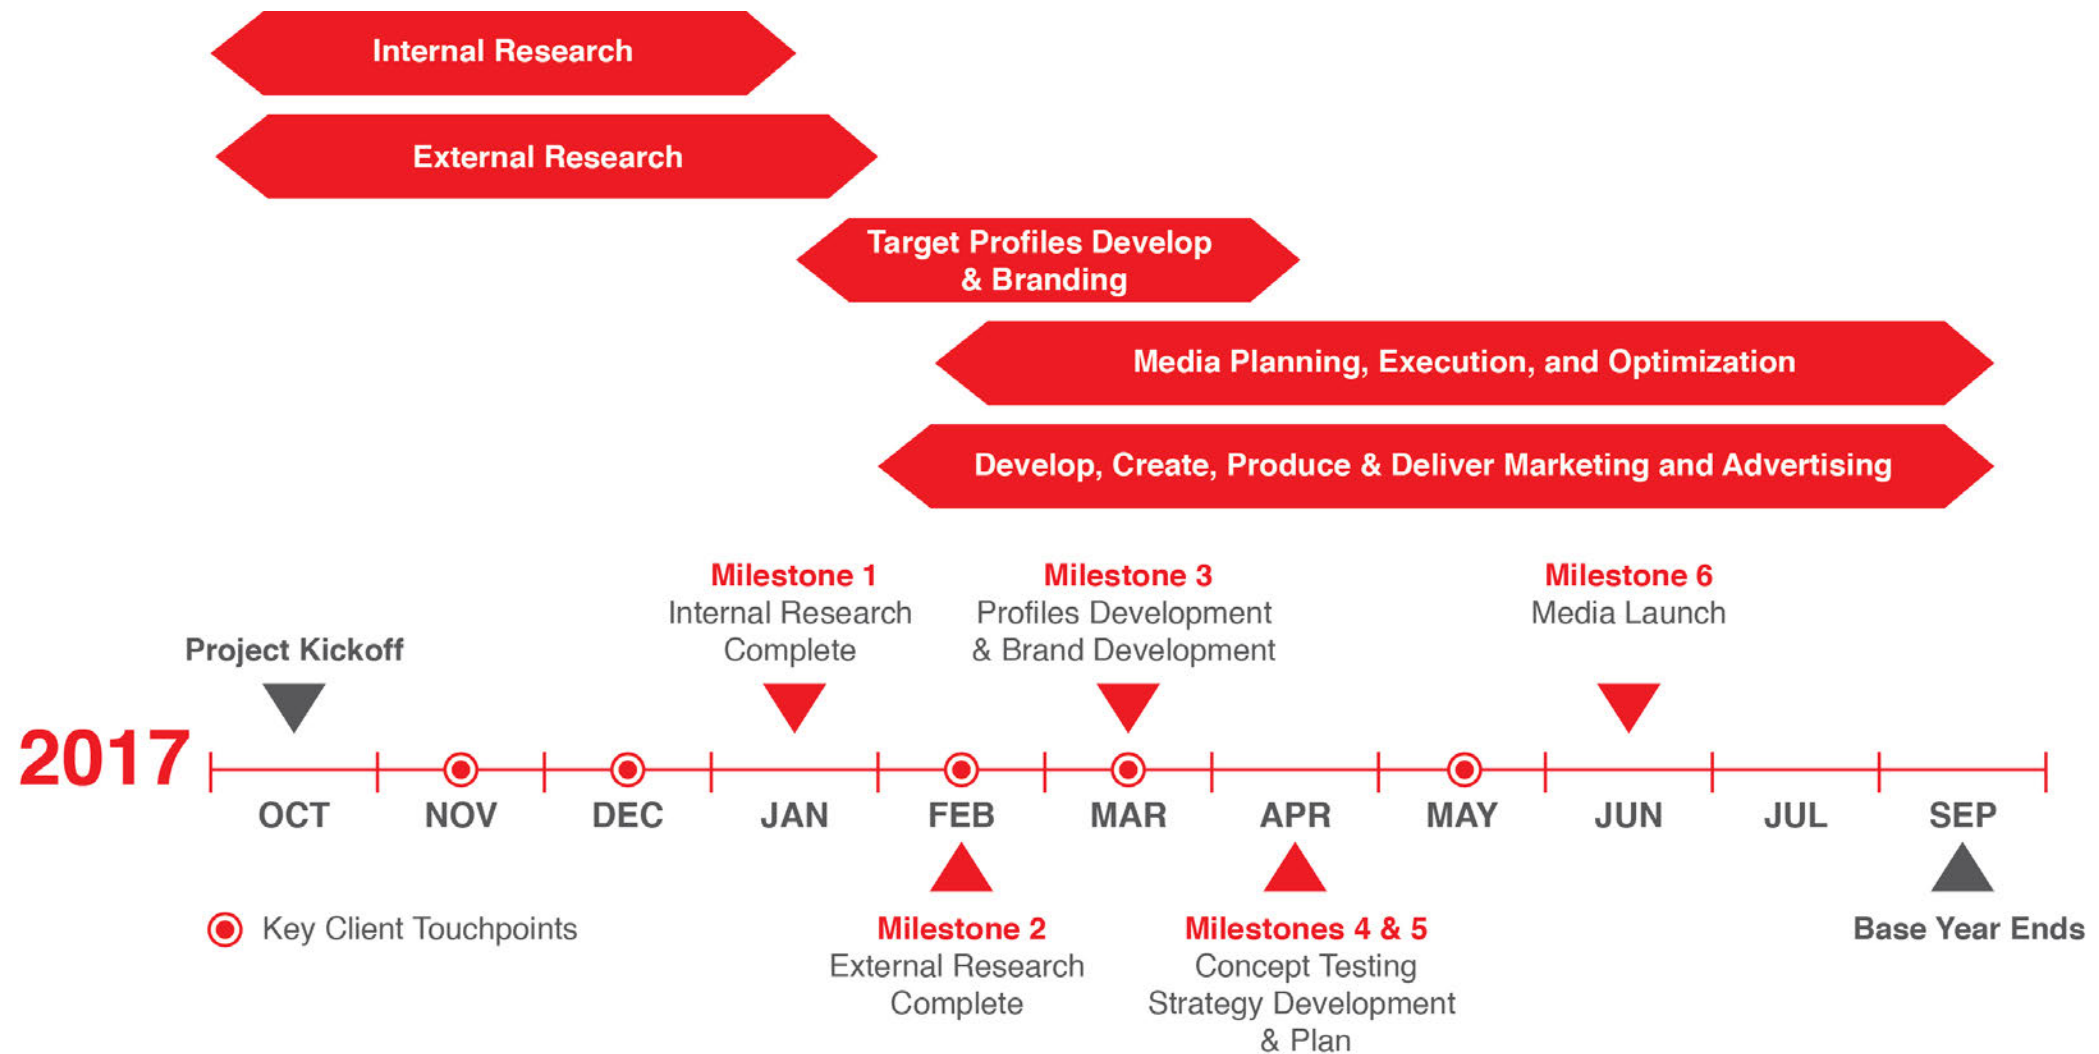 Internal Research
External Research
Target Profiles Develop
& Branding
Media Planning, Execution, and Optimization
Develop, Create, Produce & Deliver Marketing and Advertising
Project Kickoff
Milestone 1
Internal Research
Complete
Milestone 3
Profiles Development
& Brand Development
Milestone 6
Media Launch
2017
OCT
NOV
DEC
JAN
FEB
MAR
APR
MAY
JUN
JUL
SEP
Key Client Touchpoints
Milestone 2
External Research
Complete
Milestones 4 & 5
Concept Testing
Strategy Development
& Plan
Base Year Ends